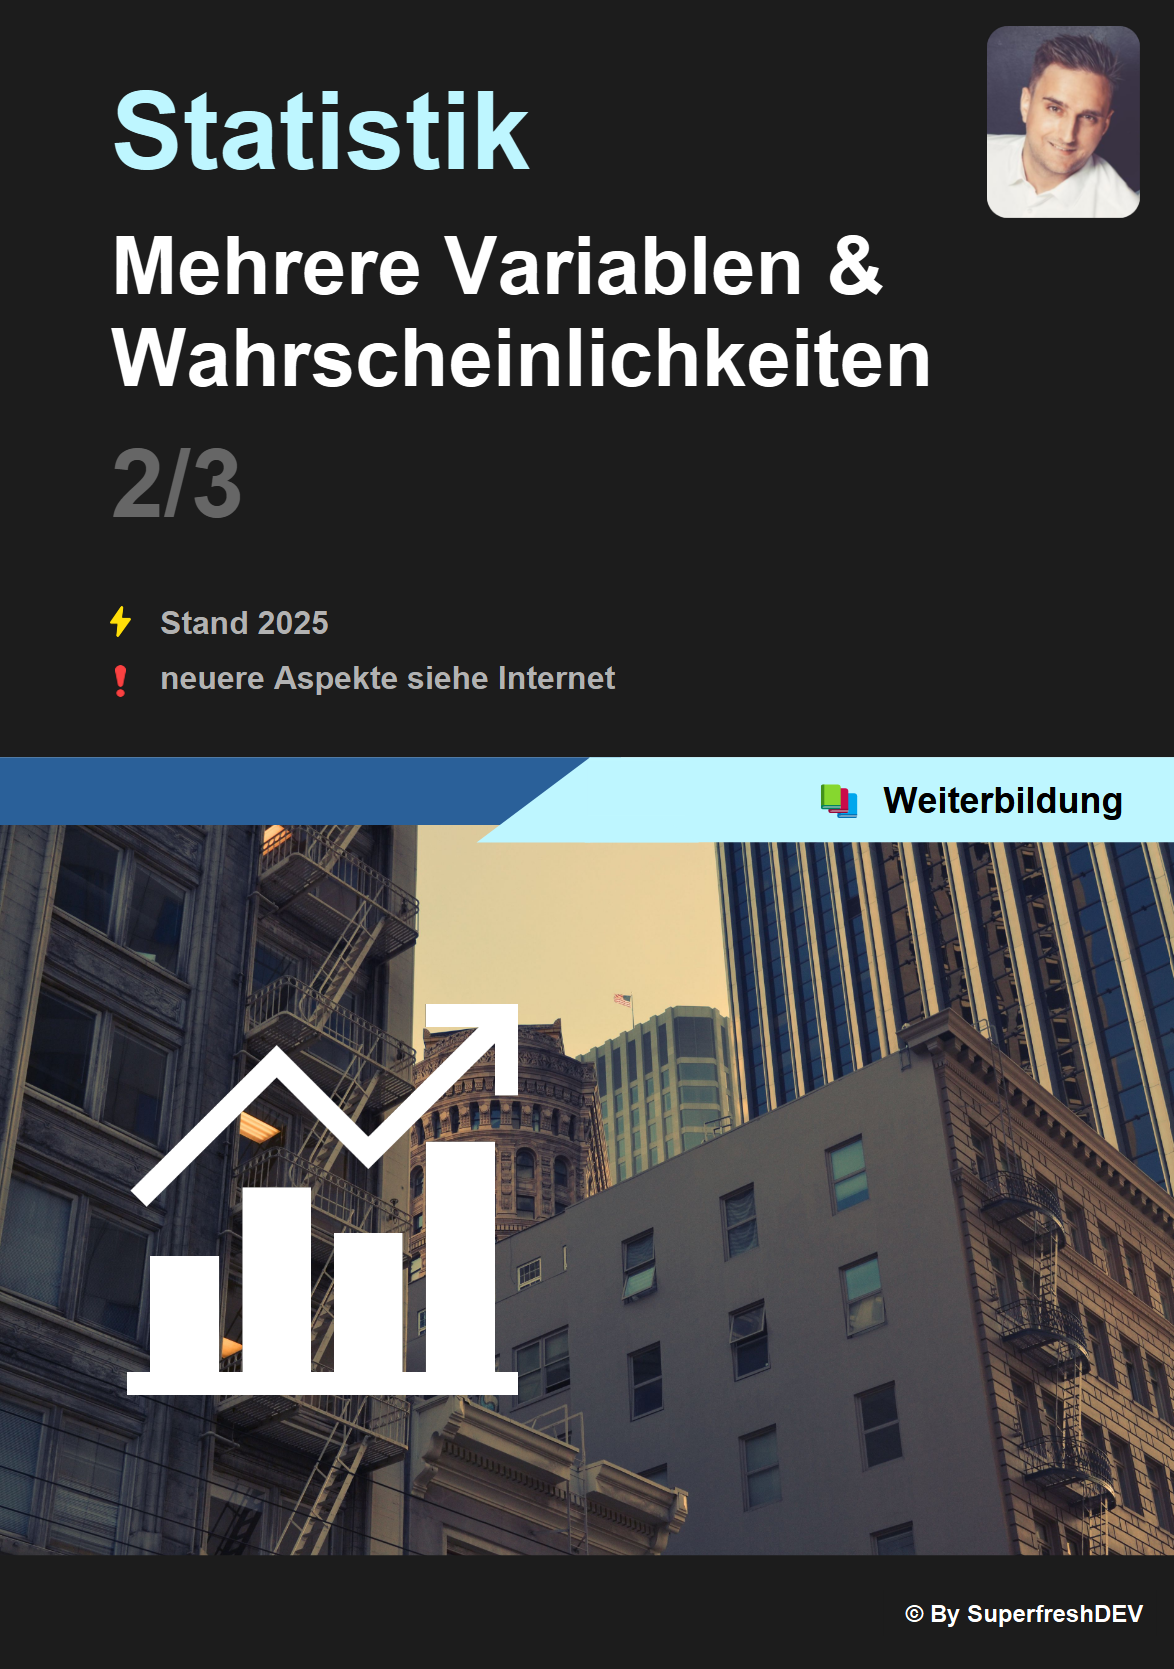 Statistik
Mehrere Variablen &
Wahrscheinlichkeiten
2/3
Stand 2025
neuere Aspekte siehe Internet
Weiterbildung
© By SuperfreshDEV